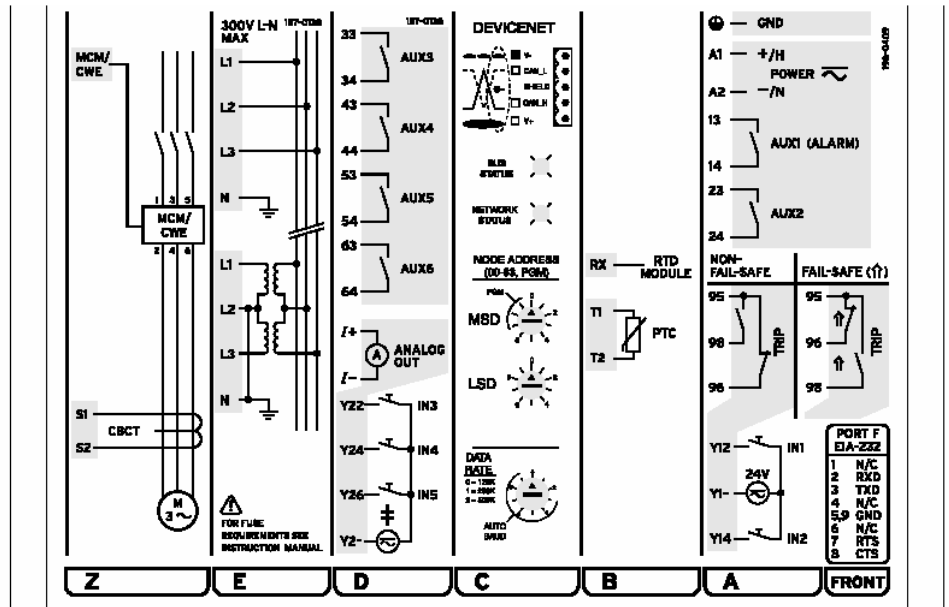 MCM/
CWE
1 3 5
MCM/
CWE
2 4 6
S1
CBCT
S2
M
3~
Z
300V L-N
MAX
L1
L2
L3
N
L1
L2
L3
N
FOR FUSE
REQUIREMENTS SEE
INSTRUCTION MANUAL
E
33
AUX3
34
43
AUX4
44
53
AUX5
54
63
AUX6
64
I+
A
ANALOG
OUT
I-
Y22 IN3
Y24 IN4
Y26 IN5
Y2-
D
DEVICENET
V-
CAN_L
SHIELD
CAN_H
V+
BUS
STATUS
NETWORK
STATUS
NODE ADDRESS
(00-63, PGM)
PGM
MSD
LSD
DATA
RATE
AUTO
BAUD
C
RX RTD
MODULE
T1
PTC
T2
B
GND
A1 +/H
POWER
A2 −/N
13
AUX1 (ALARM)
14
23
AUX2
24
NON-
FAIL-SAFE
95
98
96
TRIP
FAIL-SAFE (⇑)
95
96
98
TRIP
Y12 IN1
24V
Y1-
Y14 IN2
A
196-0409
PORT F
EIA-232
1 N/C
2 RXD
3 TXD
4 N/C
5,9 GND
6 N/C
7 RTS
8 CTS
FRONT